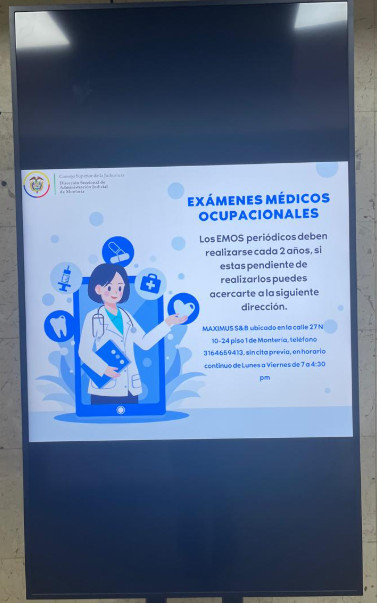 Consejo Superior de la Judicatura
Dirección Seccional de
Administración Judicial
de Montería
EXÁMENES MÉDICOS
OCUPACIONALES
Los EMOS periódicos deben
realizarse cada 2 años, si
estas pendiente de
realizarlos puedes
acercarte a la siguiente
dirección.
MAXIMUS S&B ubicado en la calle 27 N
10-24 piso 1 de Montería, teléfono
3164659413, sin cita previa, en horario
continuo de Lunes a Viernes de 7 a 4:30
pm